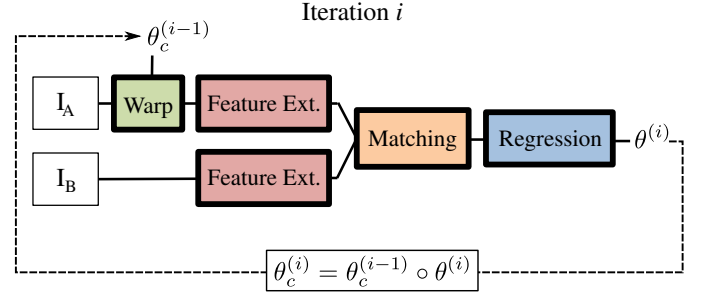 Iteration i
θ_c^{(i−1)}
I_A
Warp
Feature Ext.
Matching
Regression
θ^{(i)}
I_B
Feature Ext.
θ_c^{(i)} = θ_c^{(i−1)} ∘ θ^{(i)}